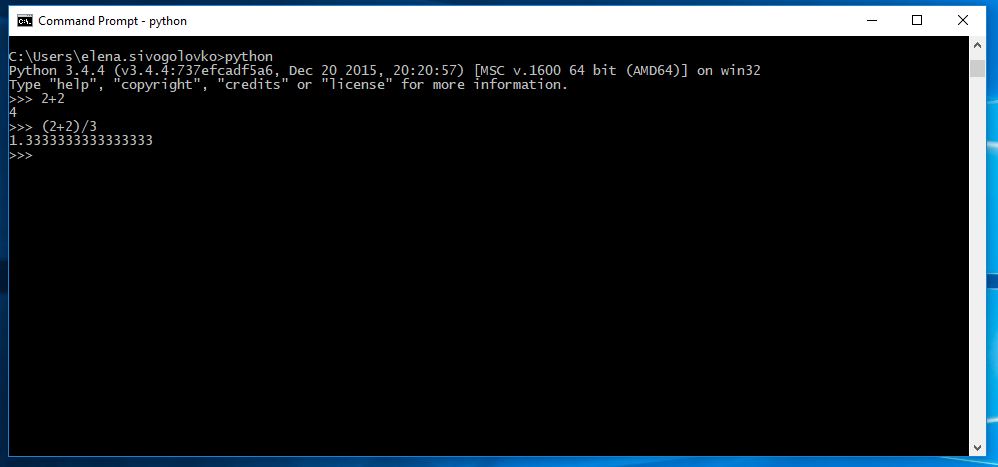 Command Prompt - python
C:\Users\elena.sivogolovko>python
Python 3.4.4 (v3.4.4:737efcadf5a6, Dec 20 2015, 20:20:57) [MSC v.1600 64 bit (AMD64)] on win32
Type "help", "copyright", "credits" or "license" for more information.
>>> 2+2
4
>>> (2+2)/3
1.3333333333333333
>>>